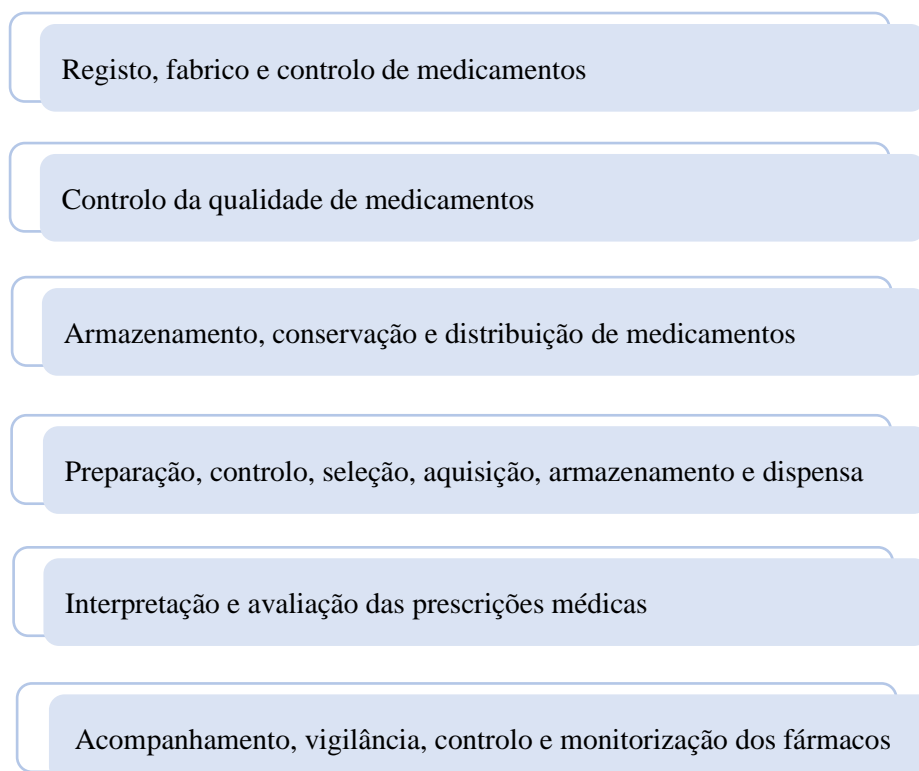 Registo, fabrico e controlo de medicamentos
Controlo da qualidade de medicamentos
Armazenamento, conservação e distribuição de medicamentos
Preparação, controlo, seleção, aquisição, armazenamento e dispensa
Interpretação e avaliação das prescrições médicas
Acompanhamento, vigilância, controlo e monitorização dos fármacos